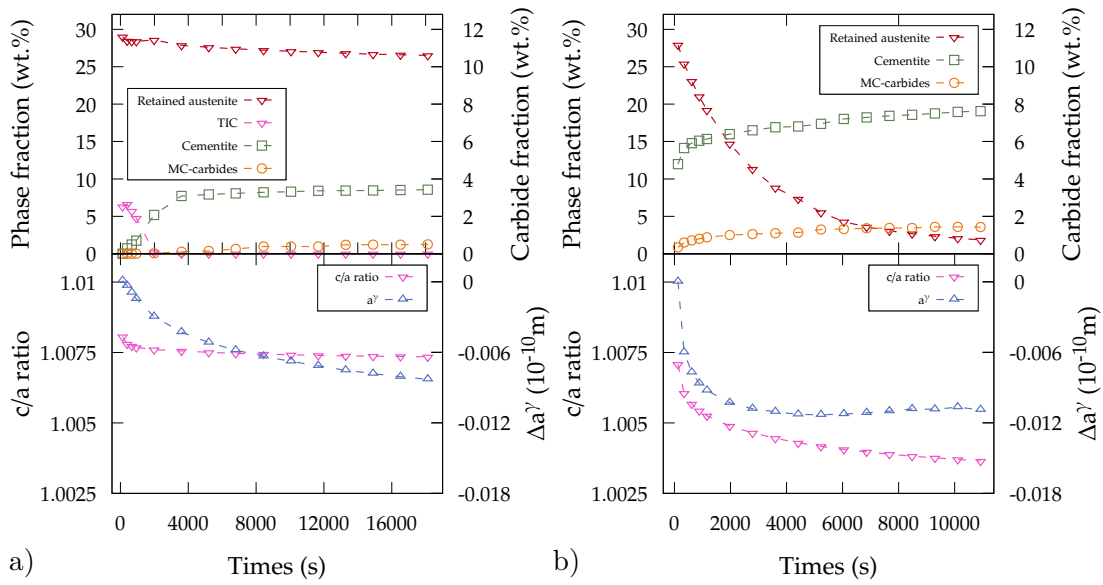 30
25
20
15
10
5
0
Phase fraction (wt.%)
Retained austenite
TIC
Cementite
MC-carbides
12
10
8
6
4
2
0
Carbide fraction (wt.%)
1.01
1.0075
1.005
1.0025
c/a ratio
c/a ratio
aγ
0
-0.006
-0.012
-0.018
Δaγ (10-10m)
0 4000 8000 12000 16000
Times (s)
a)
30
25
20
15
10
5
0
Phase fraction (wt.%)
Retained austenite
Cementite
MC-carbides
12
10
8
6
4
2
0
Carbide fraction (wt.%)
1.01
1.0075
1.005
1.0025
c/a ratio
c/a ratio
aγ
0
-0.006
-0.012
-0.018
Δaγ (10-10m)
0 2000 4000 6000 8000 10000
Times (s)
b)